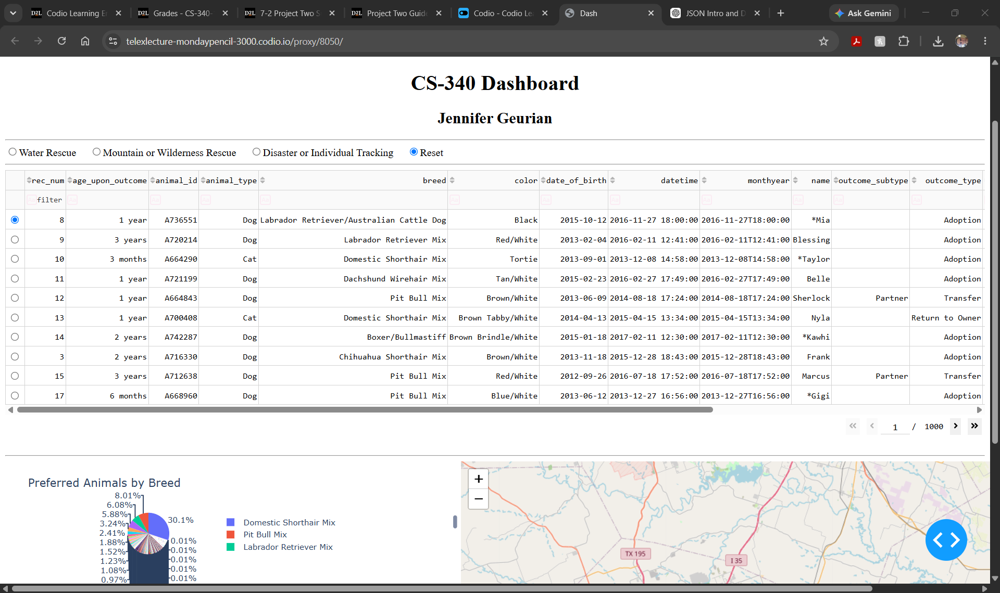 Codio Learning E
Grades - CS-340-
7-2 Project Two S
Project Two Guide
Codio - Codio Le
Dash
JSON Intro and D
Ask Gemini
telexlecture-mondaypencil-3000.codio.io/proxy/8050/
CS-340 Dashboard
Jennifer Geurian
Water Rescue Mountain or Wilderness Rescue Disaster or Individual Tracking Reset
rec_num age_upon_outcome animal_id animal_type breed color date_of_birth datetime monthyear name outcome_subtype outcome_type
Aa filter Aa Aa Aa Aa Aa Aa Aa Aa Aa Aa Aa
8 1 year A736551 Dog Labrador Retriever/Australian Cattle Dog Black 2015-10-12 2016-11-27 18:00:00 2016-11-27T18:00:00 *Mia Adoption
9 3 years A720214 Dog Labrador Retriever Mix Red/White 2013-02-04 2016-02-11 12:41:00 2016-02-11T12:41:00 Blessing Adoption
10 3 months A664290 Cat Domestic Shorthair Mix Tortie 2013-09-01 2013-12-08 14:58:00 2013-12-08T14:58:00 *Taylor Adoption
11 1 year A721199 Dog Dachshund Wirehair Mix Tan/White 2015-02-23 2016-02-27 17:49:00 2016-02-27T17:49:00 Belle Adoption
12 1 year A664843 Dog Pit Bull Mix Brown/White 2013-06-09 2014-08-18 17:24:00 2014-08-18T17:24:00 Sherlock Partner Transfer
13 1 year A700408 Cat Domestic Shorthair Mix Brown Tabby/White 2014-04-13 2015-04-15 13:34:00 2015-04-15T13:34:00 Nyla Return to Owner
14 2 years A742287 Dog Boxer/Bullmastiff Brown Brindle/White 2015-01-18 2017-02-11 12:30:00 2017-02-11T12:30:00 *Kawhi Adoption
3 2 years A716330 Dog Chihuahua Shorthair Mix Brown/White 2013-11-18 2015-12-28 18:43:00 2015-12-28T18:43:00 Frank Adoption
15 3 years A712638 Dog Pit Bull Mix Red/White 2012-09-26 2016-07-18 17:52:00 2016-07-18T17:52:00 Marcus Partner Transfer
17 6 months A668960 Dog Pit Bull Mix Blue/White 2013-06-12 2013-12-27 16:56:00 2013-12-27T16:56:00 *Gigi Adoption
1 / 1000
Preferred Animals by Breed
8.01%
6.08%
5.88%
3.24%
2.41%
1.88%
1.52%
1.23%
1.08%
0.97%
30.1%
0.01%
0.01%
0.01%
0.01%
0.01%
Domestic Shorthair Mix
Pit Bull Mix
Labrador Retriever Mix
+
−
TX 195
I 35